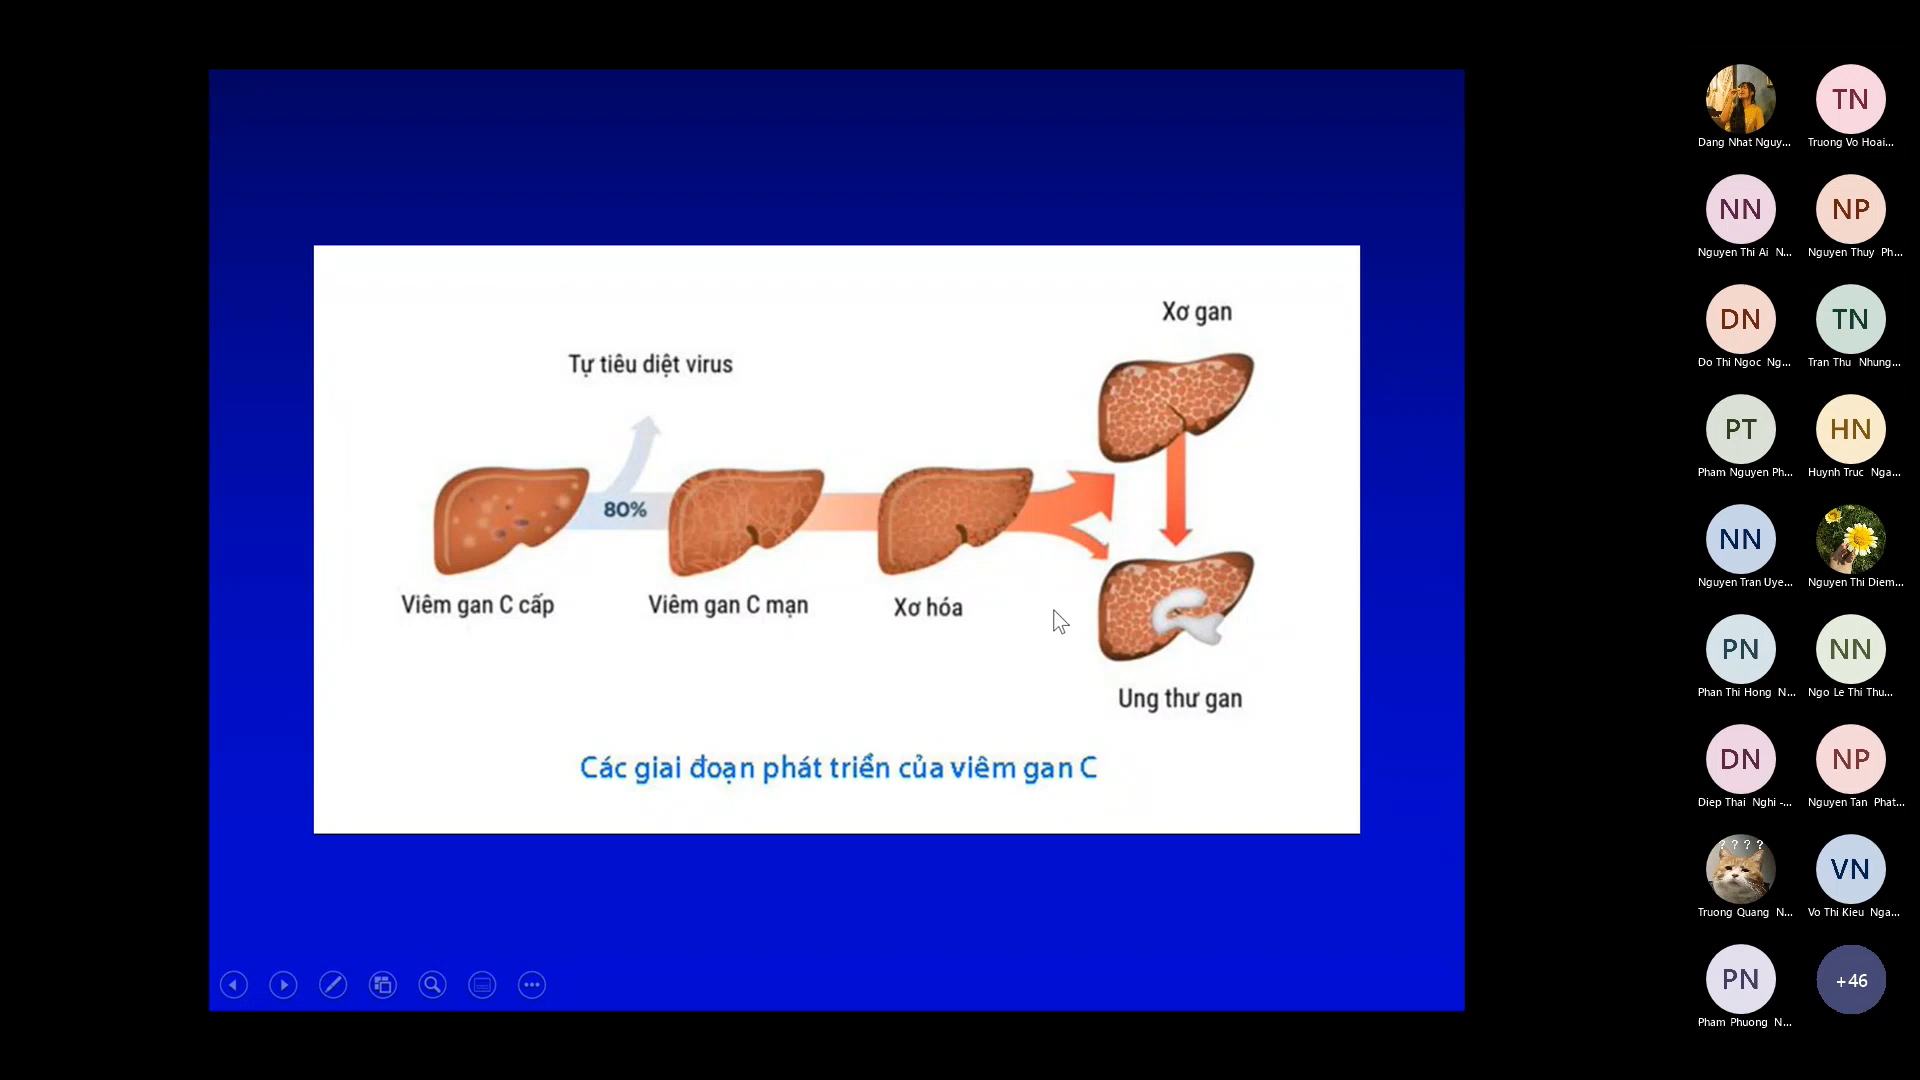 Xơ gan
Tự tiêu diệt virus
80%
Viêm gan C cấp
Viêm gan C mạn
Xơ hóa
Ung thư gan
Các giai đoạn phát triển của viêm gan C
Dang Nhat Nguy...
TN
Truong Vo Hoai...
NN
Nguyen Thi Ai N...
NP
Nguyen Thuy Ph...
DN
Do Thi Ngoc Ng...
TN
Tran Thu Nhung...
PT
Pham Nguyen Ph...
HN
Huynh Truc Nga...
NN
Nguyen Tran Uye...
Nguyen Thi Diem...
PN
Phan Thi Hong N...
NN
Ngo Le Thi Thu...
DN
Diep Thai Nghi -...
NP
Nguyen Tan Phat...
? ? ? ?
Truong Quang N...
VN
Vo Thi Kieu Nga...
PN
Pham Phuong N...
+46